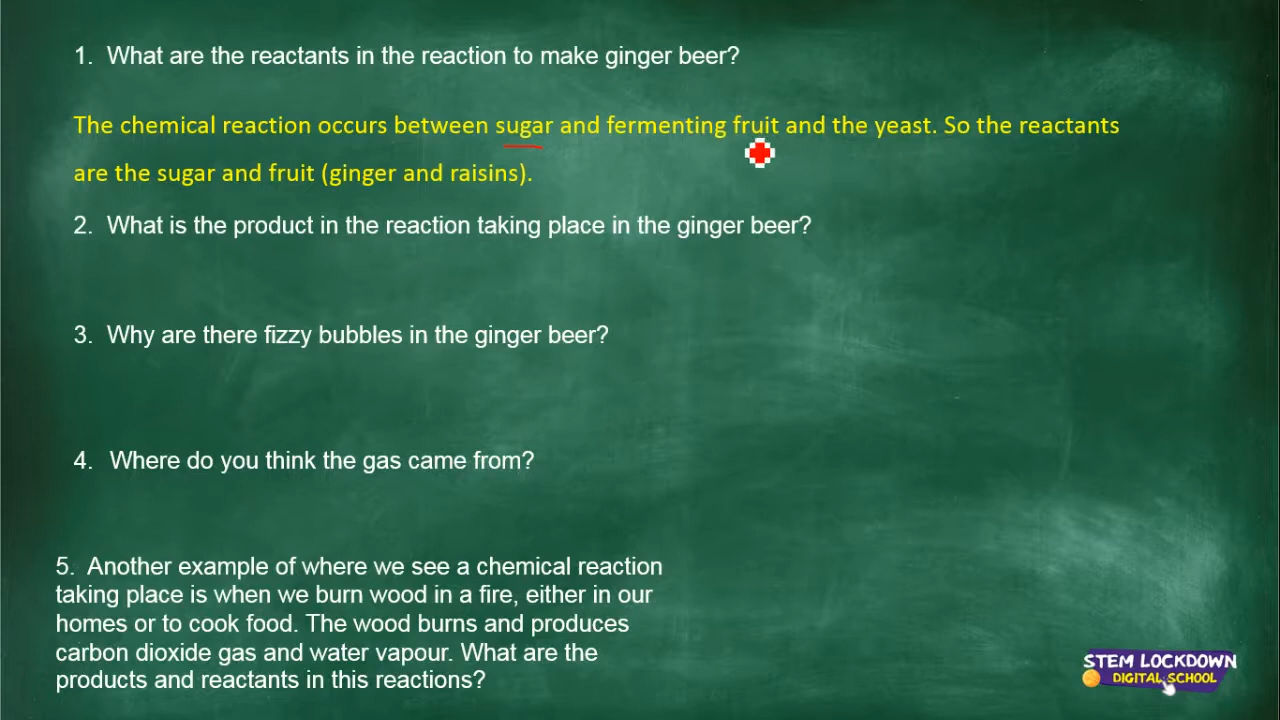 1. What are the reactants in the reaction to make ginger beer?
The chemical reaction occurs between sugar and fermenting fruit and the yeast. So the reactants
are the sugar and fruit (ginger and raisins).
2. What is the product in the reaction taking place in the ginger beer?
3. Why are there fizzy bubbles in the ginger beer?
4. Where do you think the gas came from?
5. Another example of where we see a chemical reaction
taking place is when we burn wood in a fire, either in our
homes or to cook food. The wood burns and produces
carbon dioxide gas and water vapour. What are the
products and reactants in this reactions?
STEM LOCKDOWN
DIGITAL SCHOOL